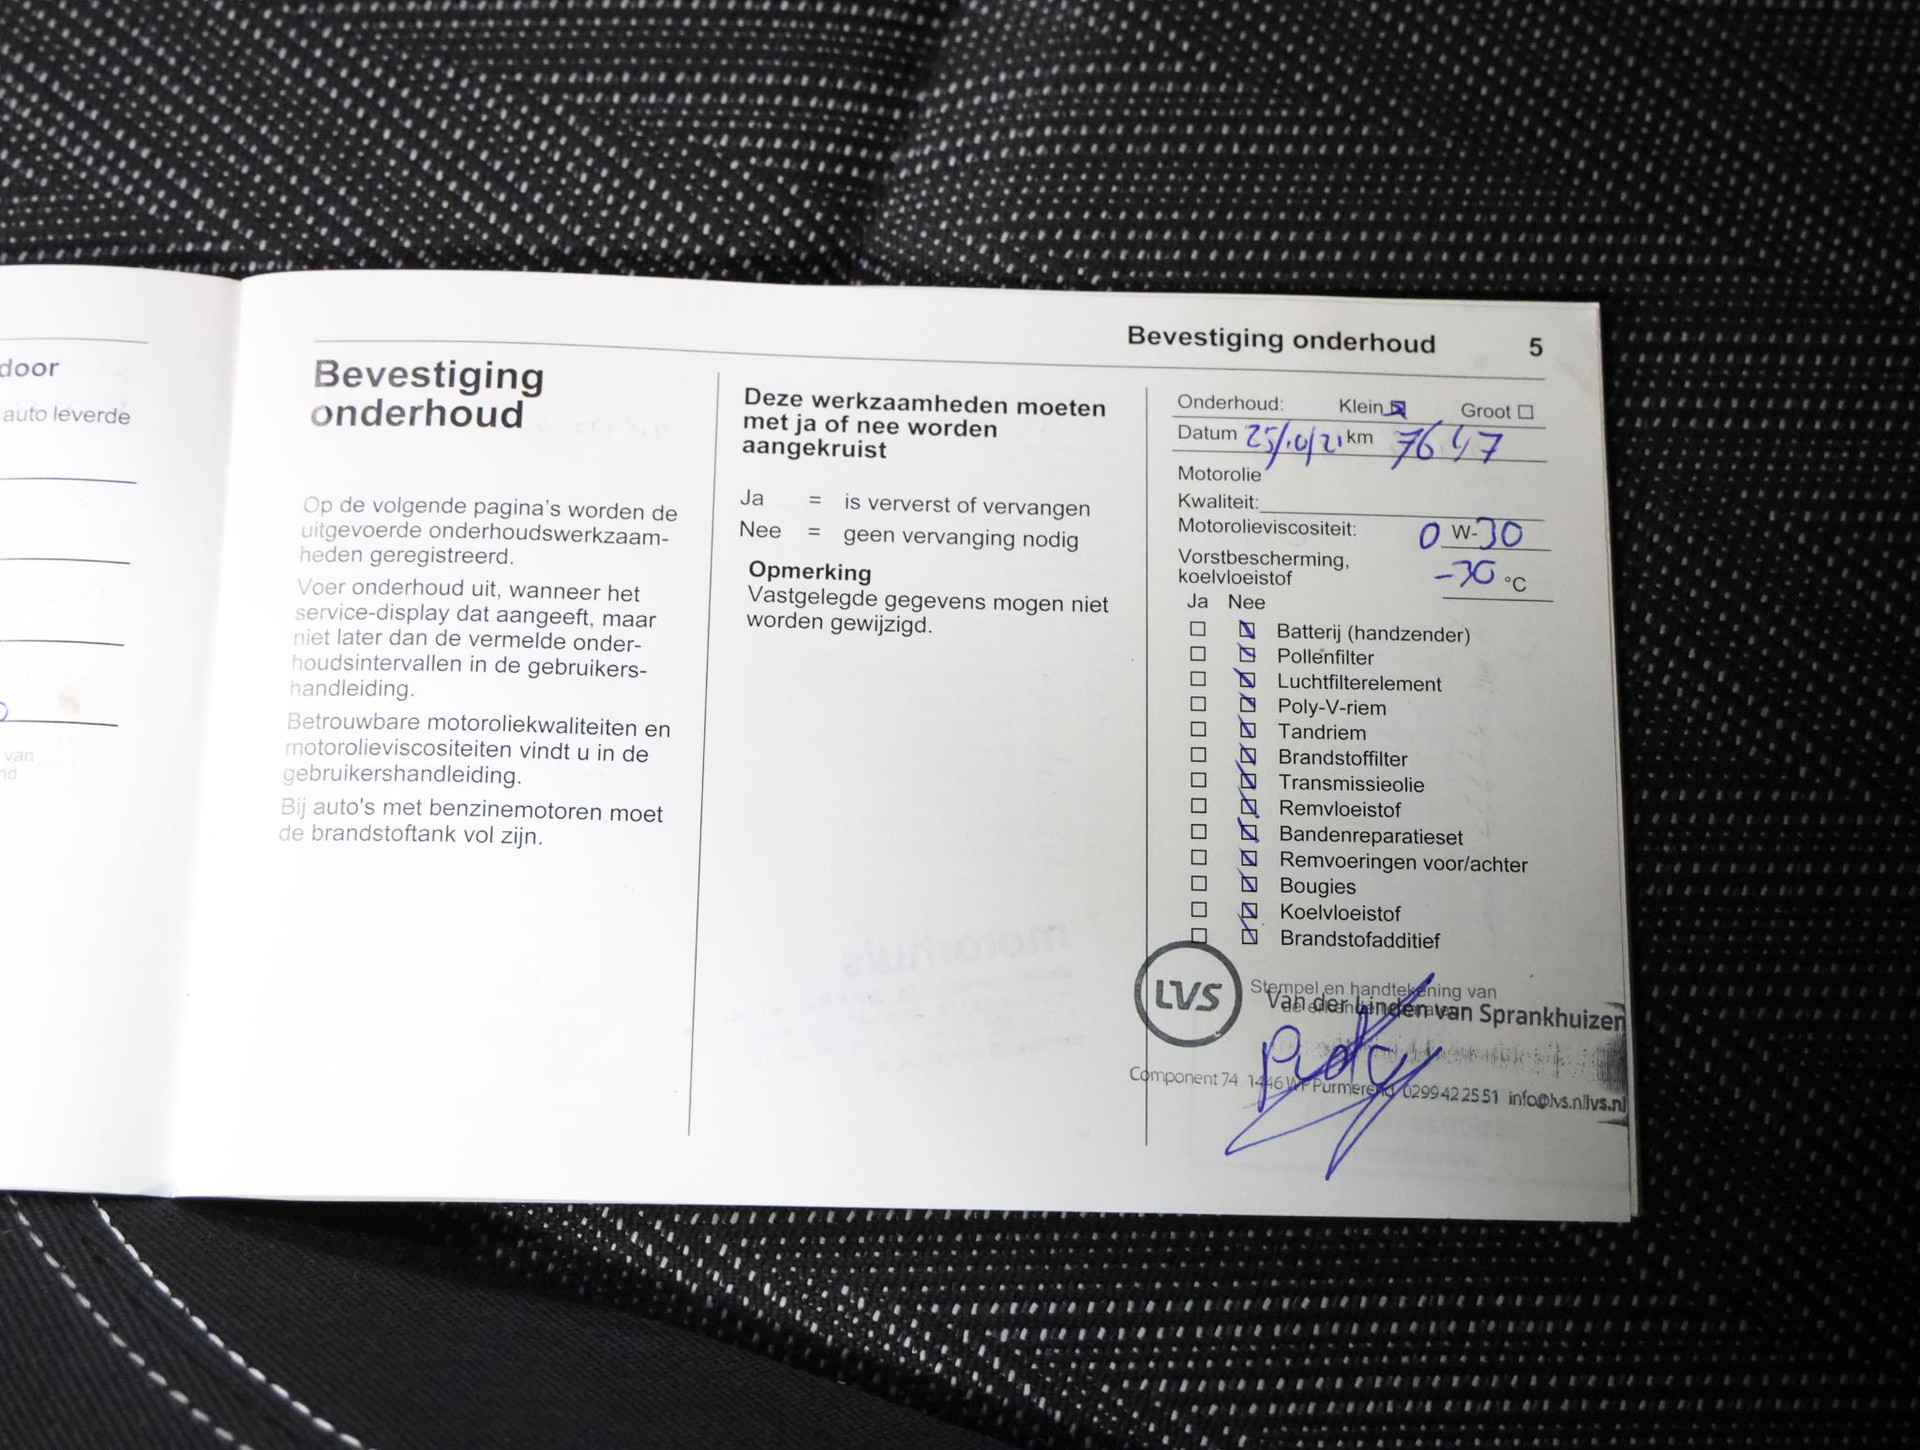 door
auto leverde
van
Bevestiging onderhoud 5
Bevestiging
onderhoud
Op de volgende pagina's worden de
uitgevoerde onderhoudswerkzaam-
heden geregistreerd.
Voer onderhoud uit, wanneer het
service-display dat aangeeft, maar
niet later dan de vermelde onder-
houdsintervallen in de gebruikers-
handleiding.
Betrouwbare motoroliekwaliteiten en
motorolieviscositeiten vindt u in de
gebruikershandleiding.
Bij auto's met benzinemotoren moet
de brandstoftank vol zijn.
Deze werkzaamheden moeten
met ja of nee worden
aangekruist
Ja = is ververst of vervangen
Nee = geen vervanging nodig
Opmerking
Vastgelegde gegevens mogen niet
worden gewijzigd.
Onderhoud: Klein Groot
Datum 25/10/21 km 7647
Motorolie
Kwaliteit:
Motorolieviscositeit: 0 W-30
Vorstbescherming,
koelvloeistof -30 °C
Ja Nee
Batterij (handzender)
Pollenfilter
Luchtfilterelement
Poly-V-riem
Tandriem
Brandstoffilter
Transmissieolie
Remvloeistof
Bandenreparatieset
Remvoeringen voor/achter
Bougies
Koelvloeistof
Brandstofadditief
Stempel en handtekening van
LVS Van der Linden van Sprankhuizen
Component 74 1446 WP Purmerend 0299 42 25 51 info@lvs.nl lvs.nl